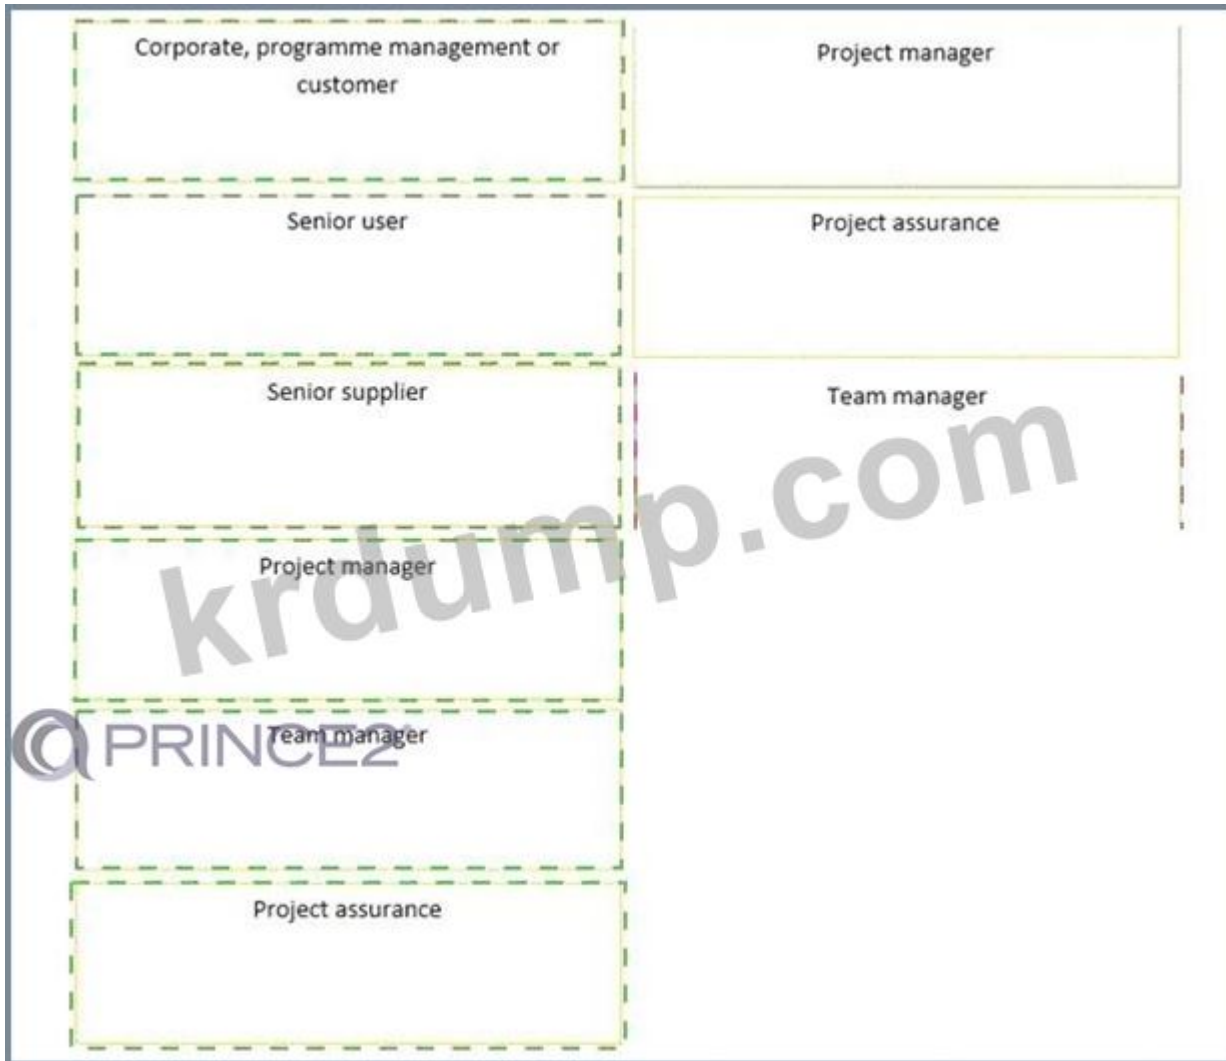 Corporate, programme management or
customer
Project manager
Senior user
Project assurance
Senior supplier
Team manager
krdump.com
Project manager
PRINCE2
Team manager
Project assurance